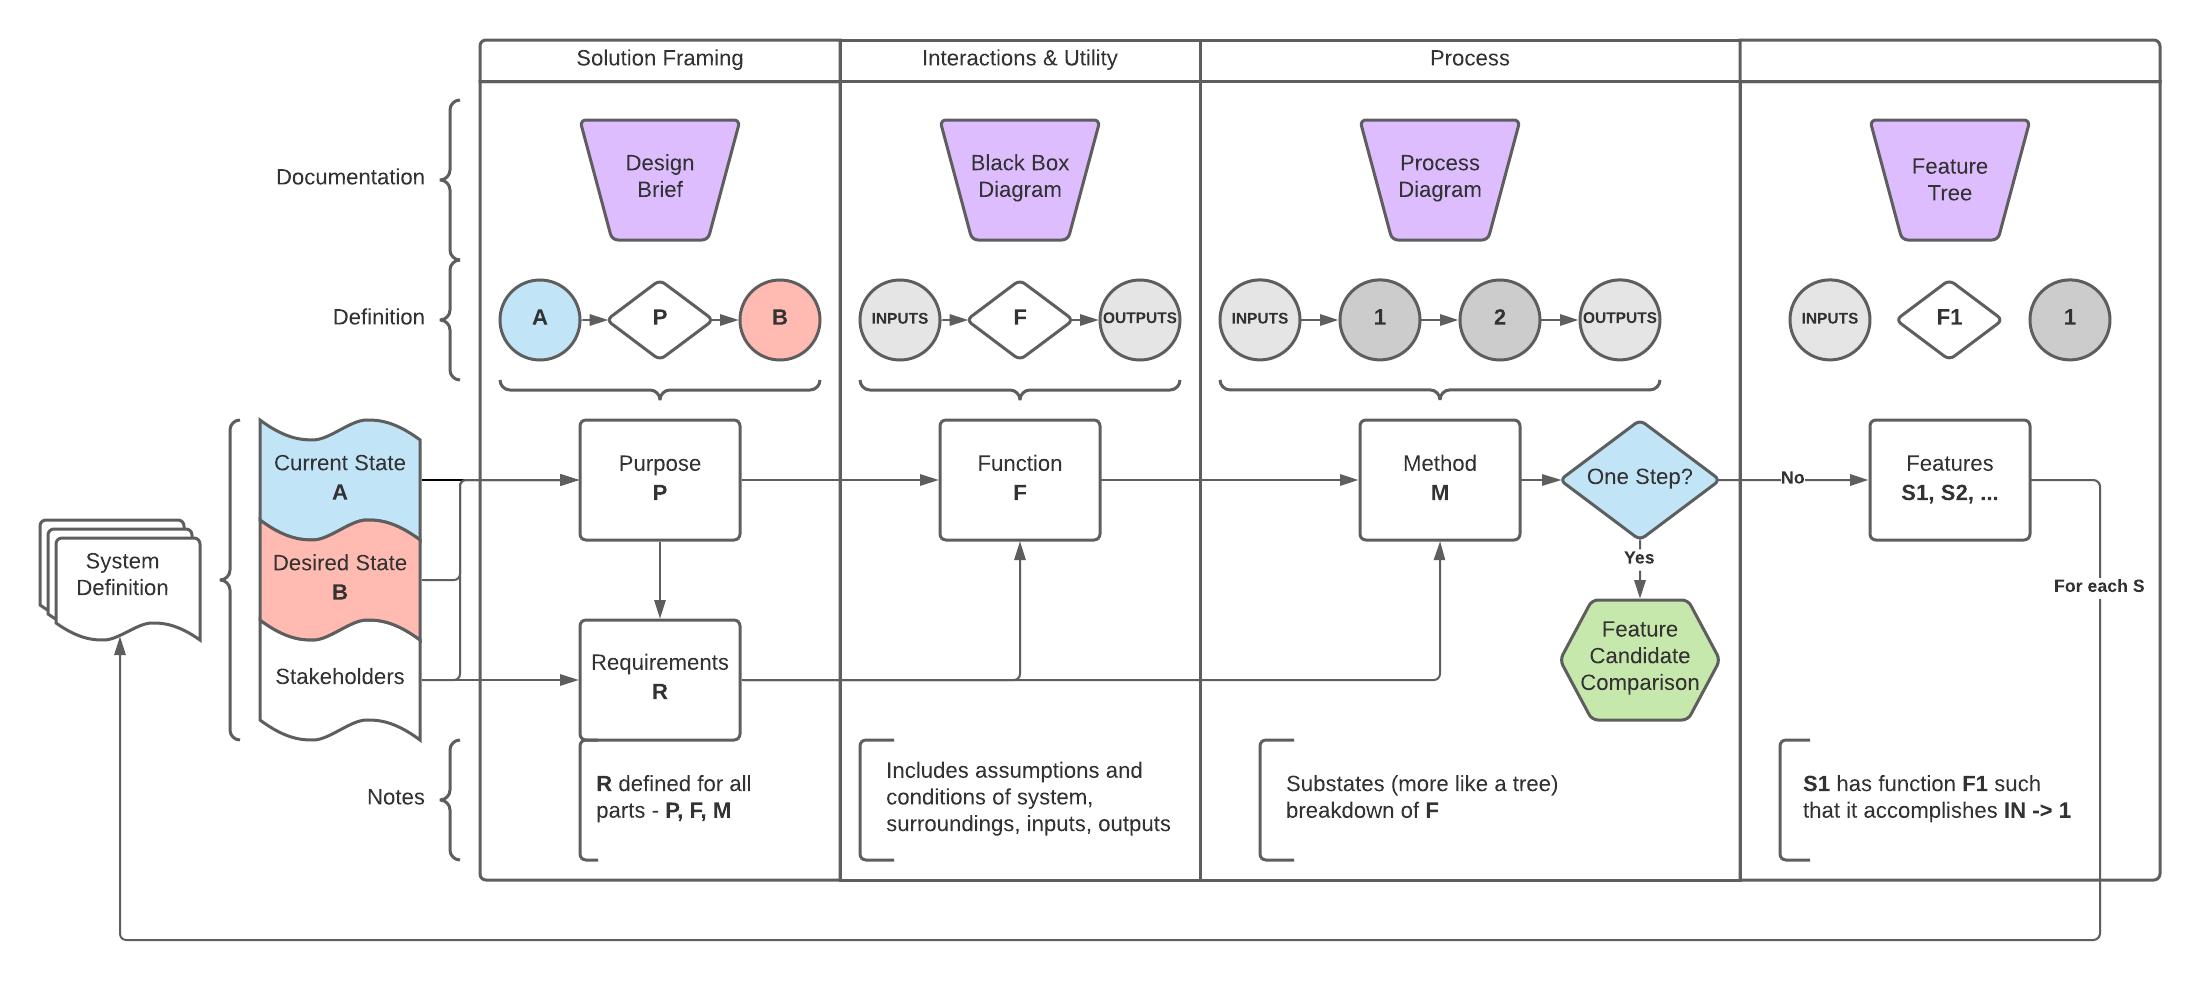 Solution Framing
Interactions & Utility
Process
Documentation
Design
Brief
Black Box
Diagram
Process
Diagram
Feature
Tree
Definition
A
P
B
INPUTS
F
OUTPUTS
INPUTS
1
2
OUTPUTS
INPUTS
F1
1
System
Definition
Current State
A
Desired State
B
Stakeholders
Purpose
P
Function
F
Method
M
One Step?
No
Features
S1, S2, ...
Yes
For each S
Requirements
R
Feature
Candidate
Comparison
Notes
R defined for all
parts - P, F, M
Includes assumptions and
conditions of system,
surroundings, inputs, outputs
Substates (more like a tree)
breakdown of F
S1 has function F1 such
that it accomplishes IN -> 1